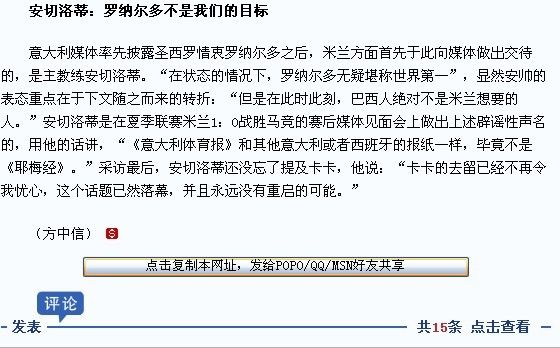 安切洛蒂：罗纳尔多不是我们的目标
意大利媒体率先披露圣西罗情衷罗纳尔多之后，米兰方面首先于此向媒体做出交待
的，是主教练安切洛蒂。“在状态的情况下，罗纳尔多无疑堪称世界第一”，显然安帅的
表态重点在于下文随之而来的转折：“但是在此时此刻，巴西人绝对不是米兰想要的
人。”安切洛蒂是在夏季联赛米兰1：0战胜马竞的赛后媒体见面会上做出上述辟谣性声名
的，用他的话讲，“《意大利体育报》和其他意大利或者西班牙的报纸一样，毕竟不是
《耶梅经》。”采访最后，安切洛蒂还没忘了提及卡卡，他说：“卡卡的去留已经不再令
我忧心，这个话题已然落幕，并且永远没有重启的可能。”
（方中信）
点击复制本网址，发给POPO/QQ/MSN好友共享
评论
发表 共15条 点击查看